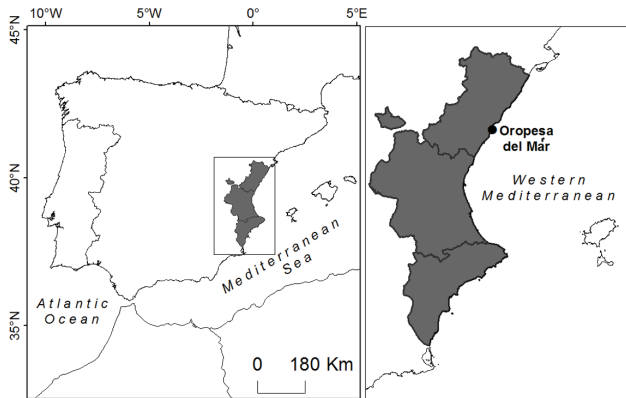 10°W
5°W
0°
5°E
45°N
40°N
35°N
Atlantic
Ocean
Mediterranean
Sea
0 180 Km
Oropesa
del Mar
Western
Mediterranean